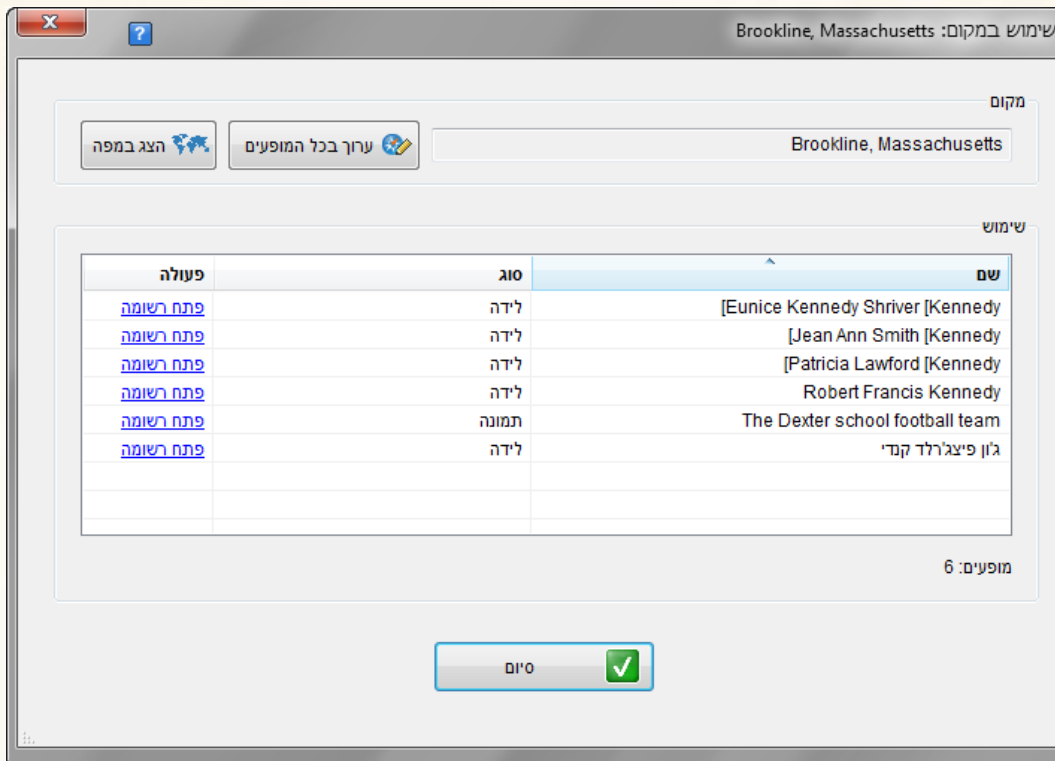 שימוש במקום: Brookline, Massachusetts
מקום
Brookline, Massachusetts ערוך בכל המופעים הצג במפה
שימוש
שם סוג פעולה
[Eunice Kennedy Shriver [Kennedy לידה פתח רשומה
[Jean Ann Smith [Kennedy לידה פתח רשומה
[Patricia Lawford [Kennedy לידה פתח רשומה
Robert Francis Kennedy לידה פתח רשומה
The Dexter school football team תמונה פתח רשומה
ג'ון פיצג'רלד קנדי לידה פתח רשומה
מופעים: 6
סיום